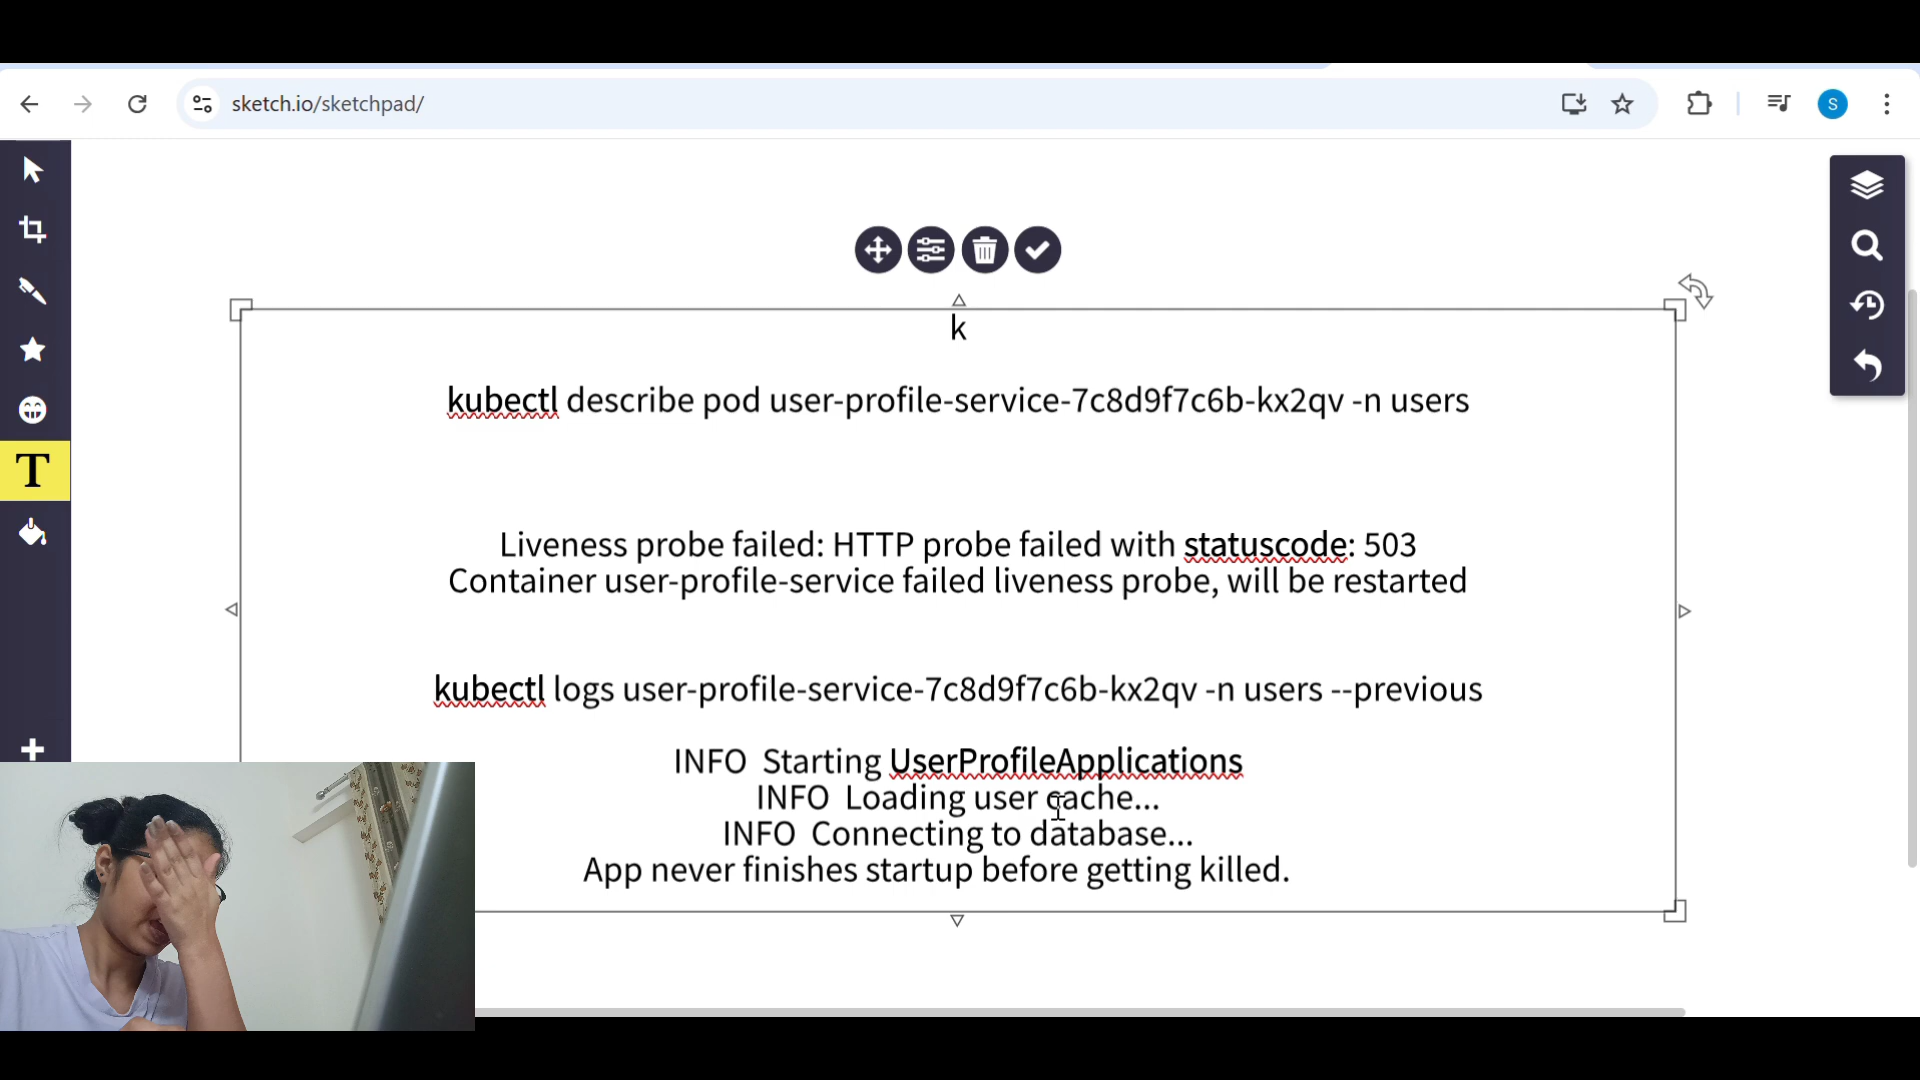 sketch.io/sketchpad/
S
k
kubectl describe pod user-profile-service-7c8d9f7c6b-kx2qv -n users
Liveness probe failed: HTTP probe failed with statuscode: 503
Container user-profile-service failed liveness probe, will be restarted
kubectl logs user-profile-service-7c8d9f7c6b-kx2qv -n users --previous
INFO  Starting UserProfileApplications
INFO  Loading user cache...
INFO  Connecting to database...
App never finishes startup before getting killed.
T